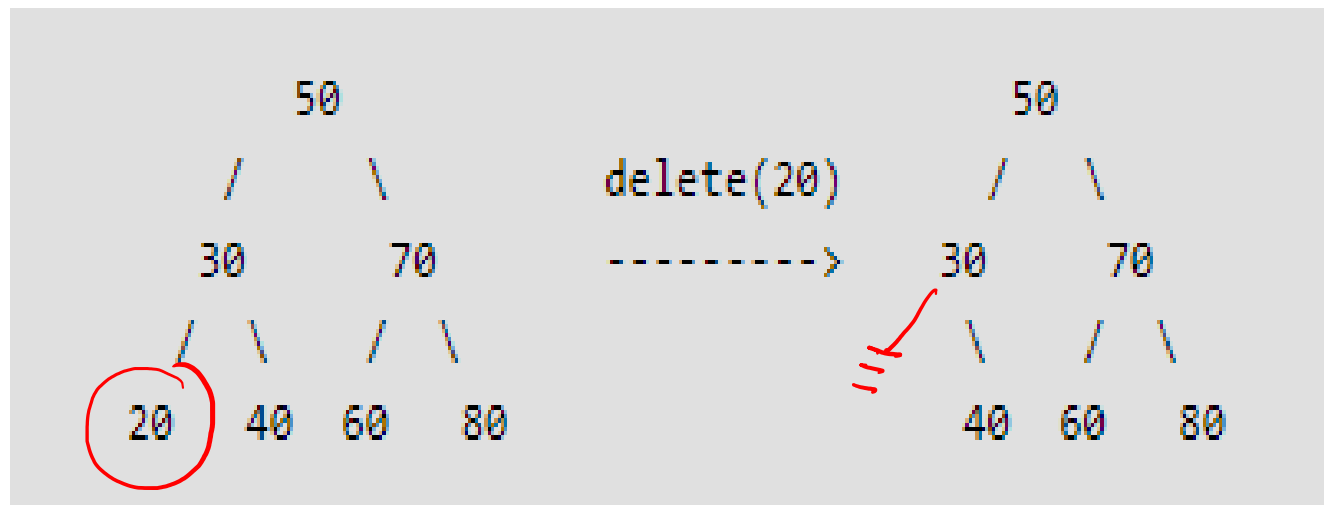 50 50
/ \ delete(20) / \
30 70 ---------> 30 70
/ \ / \ \ / \
20 40 60 80 40 60 80